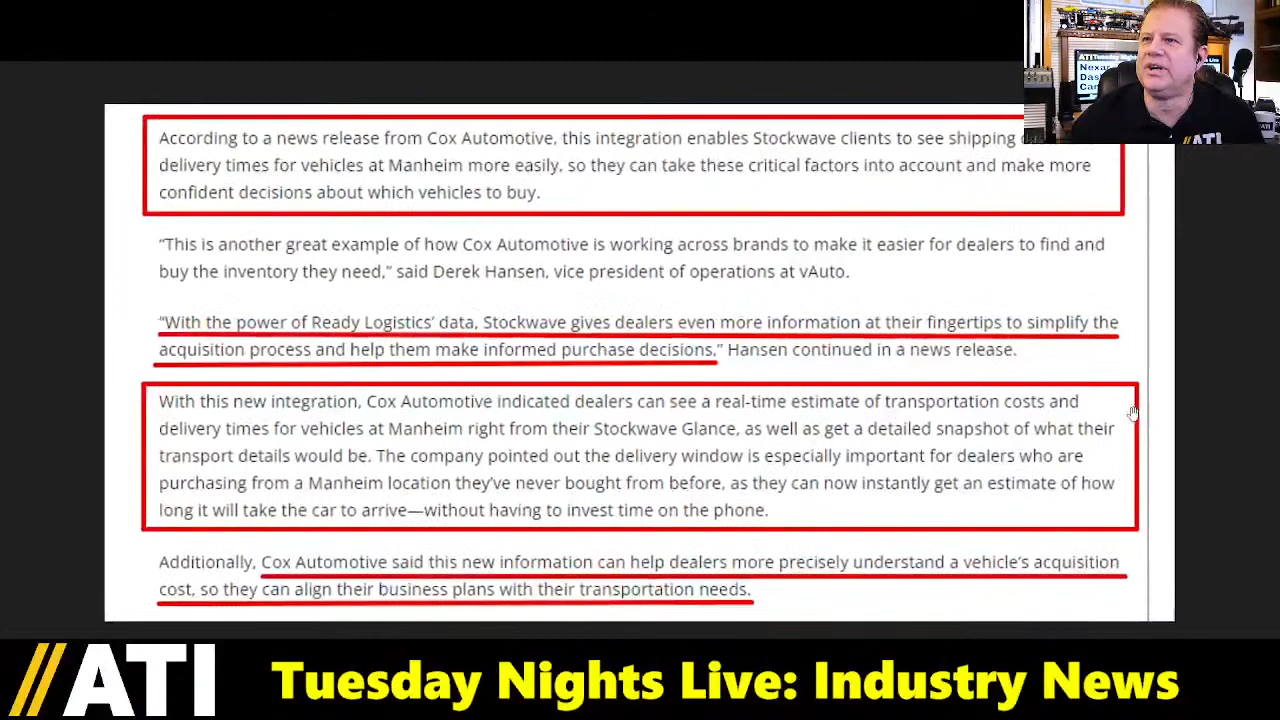 According to a news release from Cox Automotive, this integration enables Stockwave clients to see shipping
delivery times for vehicles at Manheim more easily, so they can take these critical factors into account and make more
confident decisions about which vehicles to buy.
“This is another great example of how Cox Automotive is working across brands to make it easier for dealers to find and
buy the inventory they need,” said Derek Hansen, vice president of operations at vAuto.
“With the power of Ready Logistics’ data, Stockwave gives dealers even more information at their fingertips to simplify the
acquisition process and help them make informed purchase decisions,” Hansen continued in a news release.
With this new integration, Cox Automotive indicated dealers can see a real-time estimate of transportation costs and
delivery times for vehicles at Manheim right from their Stockwave Glance, as well as get a detailed snapshot of what their
transport details would be. The company pointed out the delivery window is especially important for dealers who are
purchasing from a Manheim location they’ve never bought from before, as they can now instantly get an estimate of how
long it will take the car to arrive—without having to invest time on the phone.
Additionally, Cox Automotive said this new information can help dealers more precisely understand a vehicle’s acquisition
cost, so they can align their business plans with their transportation needs.
//ATI
//ATI Tuesday Nights Live: Industry News